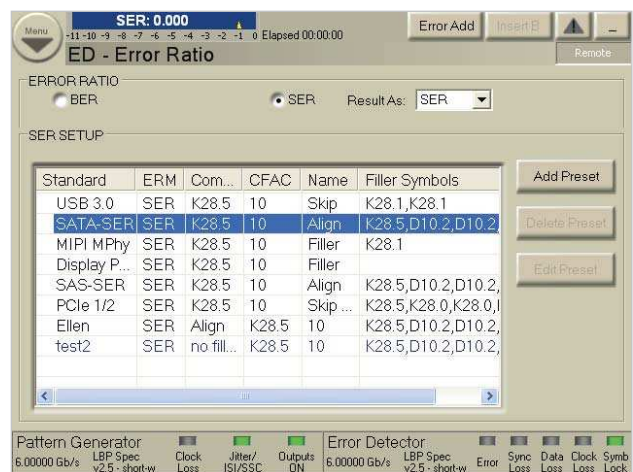 Menu
SER: 0.000
-11 -10 -9 -8 -7 -6 -5 -4 -3 -2 -1 0 Elapsed 00:00:00
Error Add
Insert B
ED - Error Ratio
Remote
ERROR RATIO
BER
SER
Result As: SER
SER SETUP
Standard ERM Com... CFAC Name Filler Symbols
USB 3.0 SER K28.5 10 Skip K28.1,K28.1
SATA-SER SER K28.5 10 Align K28.5,D10.2,D10.2,
MIPI MPhy SER K28.5 10 Filler K28.1
Display P... SER K28.5 10 Filler
SAS-SER SER K28.5 10 Align K28.5,D10.2,D10.2,
PCIe 1/2 SER K28.5 10 Skip ... K28.5,K28.0,K28.0,
Ellen SER Align K28.5 10 K28.5,D10.2,D10.2,
test2 SER no fill... K28.5 10 K28.5,D10.2,D10.2,
Add Preset
Delete Preset
Edit Preset
Pattern Generator
6.00000 Gb/s
LBP Spec
v2.5 - short-w
Clock
Loss
Jitter/
ISI/SSC
Outputs
ON
Error Detector
6.00000 Gb/s
LBP Spec
v2.5 - short-w
Error
Sync
Loss
Data
Loss
Clock
Loss
Symb
Lock